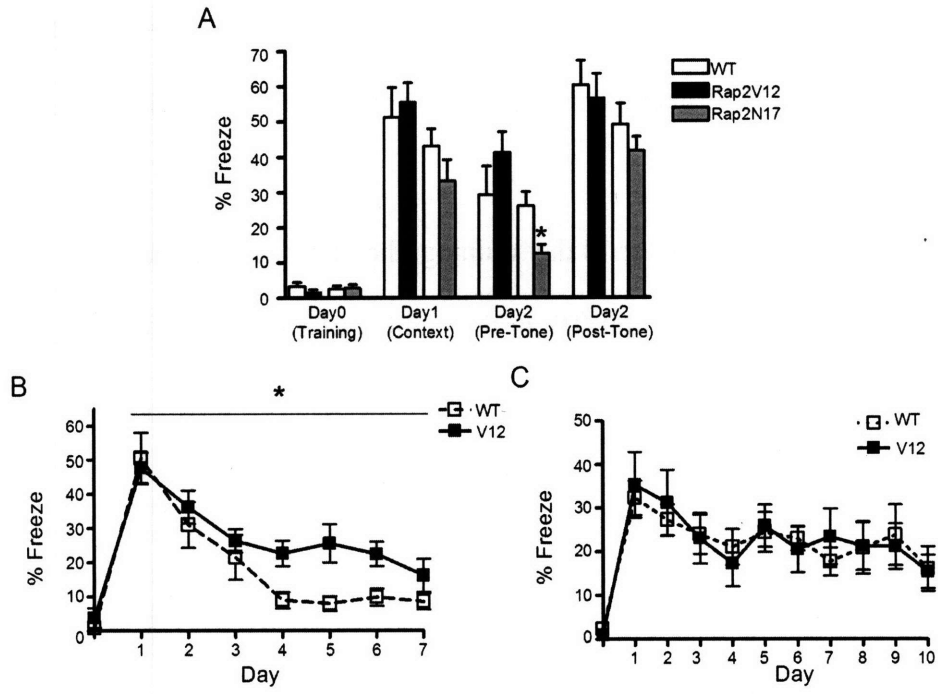 A
% Freeze
70
60
50
40
30
20
10
0
WT
Rap2V12
Rap2N17
*
Day0 Day1 Day2 Day2
(Training) (Context) (Pre-Tone) (Post-Tone)
B
*
WT
V12
% Freeze
60
50
40
30
20
10
0
1 2 3 4 5 6 7
Day
C
WT
V12
% Freeze
50
40
30
20
10
0
1 2 3 4 5 6 7 8 9 10
Day